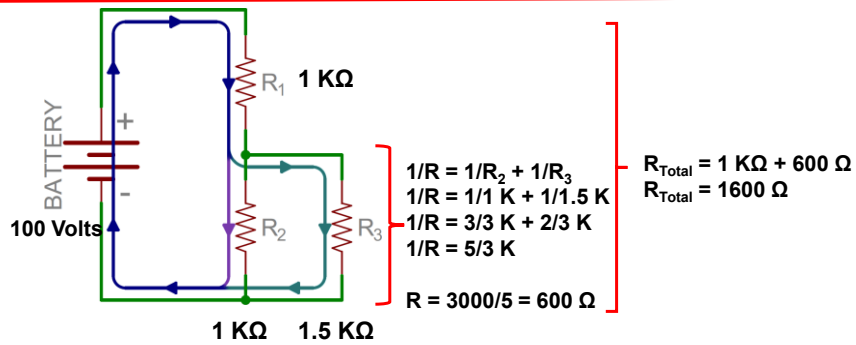 BATTERY
+
-
100 Volts
R₁ 1 KΩ
R₂
R₃
1 KΩ 1.5 KΩ
1/R = 1/R₂ + 1/R₃
1/R = 1/1 K + 1/1.5 K
1/R = 3/3 K + 2/3 K
1/R = 5/3 K
R = 3000/5 = 600 Ω
R_Total = 1 KΩ + 600 Ω
R_Total = 1600 Ω